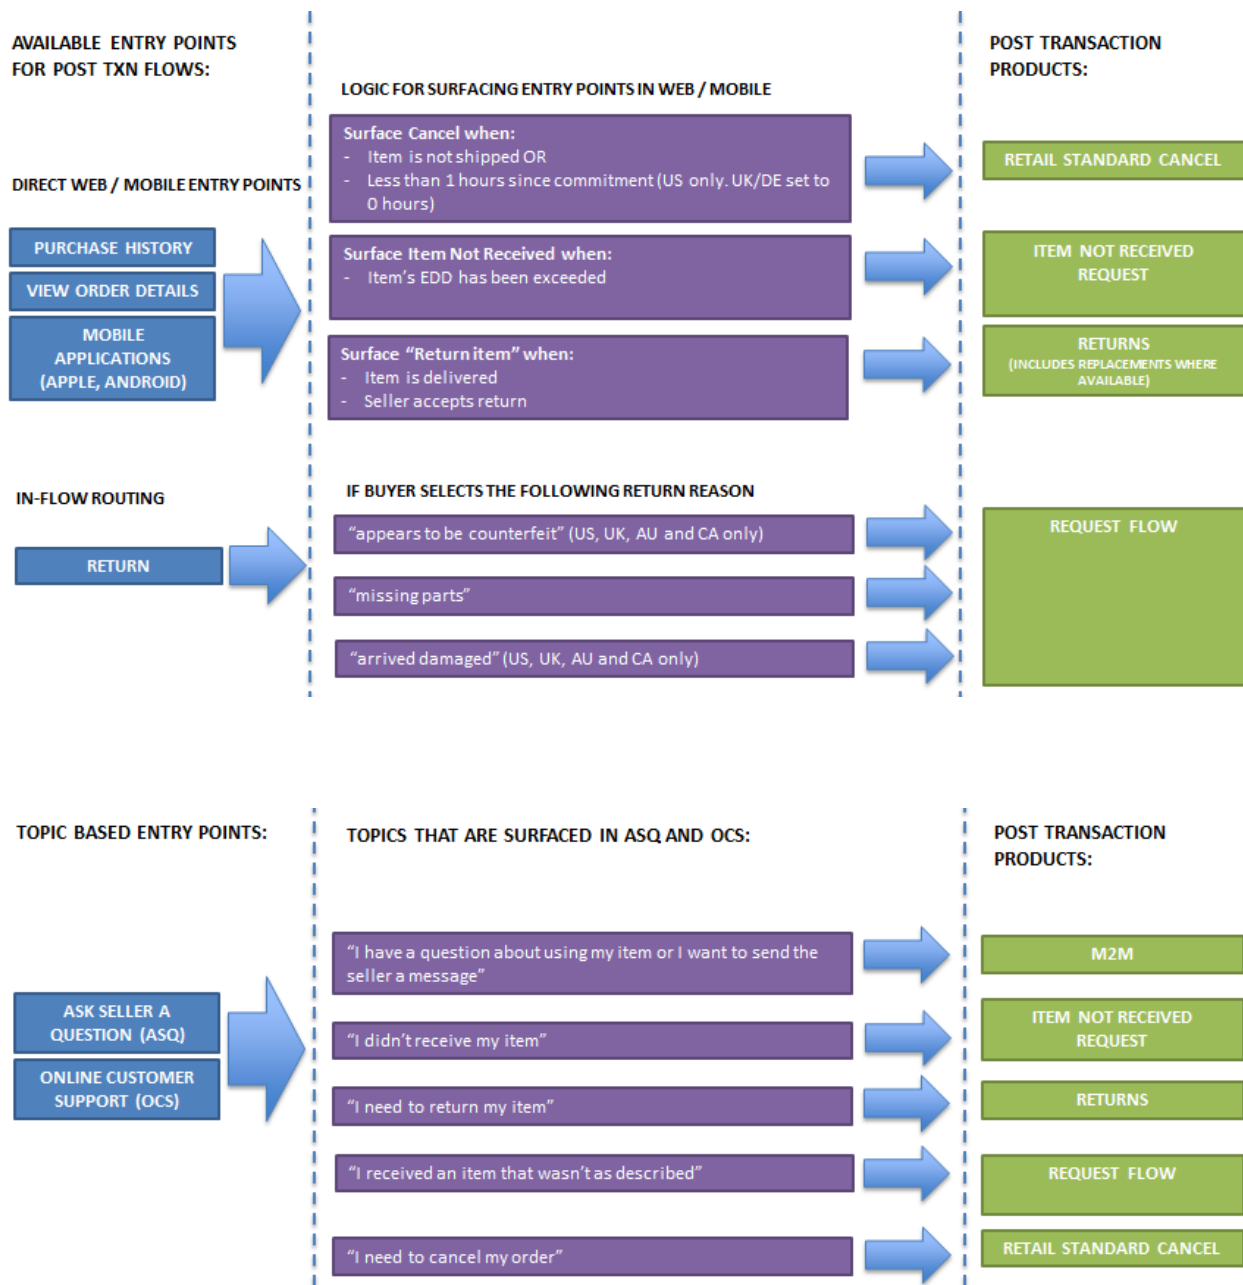 AVAILABLE ENTRY POINTS
FOR POST TXN FLOWS:
POST TRANSACTION
PRODUCTS:
LOGIC FOR SURFACING ENTRY POINTS IN WEB / MOBILE
DIRECT WEB / MOBILE ENTRY POINTS
PURCHASE HISTORY
VIEW ORDER DETAILS
MOBILE
APPLICATIONS
(APPLE, ANDROID)
Surface Cancel when:
- Item is not shipped OR
- Less than 1 hours since commitment (US only. UK/DE set to
0 hours)
RETAIL STANDARD CANCEL
Surface Item Not Received when:
- Item's EDD has been exceeded
ITEM NOT RECEIVED
REQUEST
Surface “Return item” when:
- Item is delivered
- Seller accepts return
RETURNS
(INCLUDES REPLACEMENTS WHERE
AVAILABLE)
IN-FLOW ROUTING
RETURN
IF BUYER SELECTS THE FOLLOWING RETURN REASON
“appears to be counterfeit” (US, UK, AU and CA only)
“missing parts”
“arrived damaged” (US, UK, AU and CA only)
REQUEST FLOW
TOPIC BASED ENTRY POINTS:
TOPICS THAT ARE SURFACED IN ASQ AND OCS:
POST TRANSACTION
PRODUCTS:
ASK SELLER A
QUESTION (ASQ)
ONLINE CUSTOMER
SUPPORT (OCS)
“I have a question about using my item or I want to send the
seller a message”
M2M
“I didn't receive my item”
ITEM NOT RECEIVED
REQUEST
“I need to return my item”
RETURNS
“I received an item that wasn't as described”
REQUEST FLOW
“I need to cancel my order”
RETAIL STANDARD CANCEL